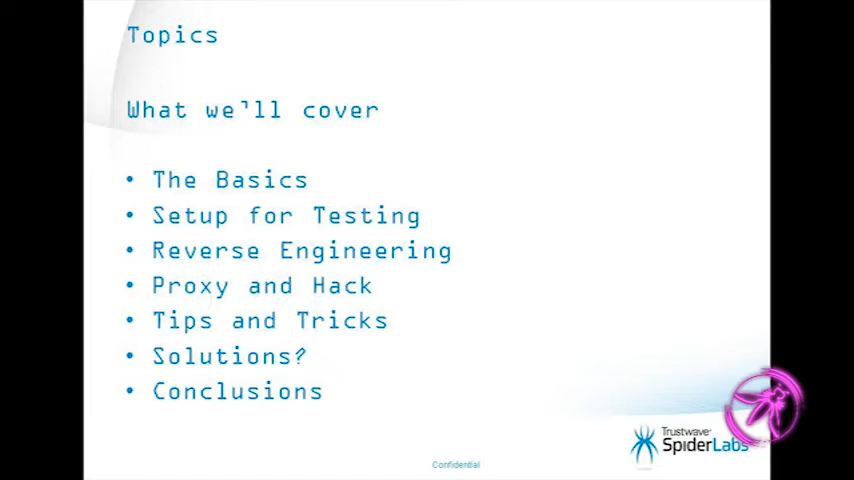 Topics
What we'll cover
• The Basics
• Setup for Testing
• Reverse Engineering
• Proxy and Hack
• Tips and Tricks
• Solutions?
• Conclusions
Trustwave®
SpiderLabs
Confidential